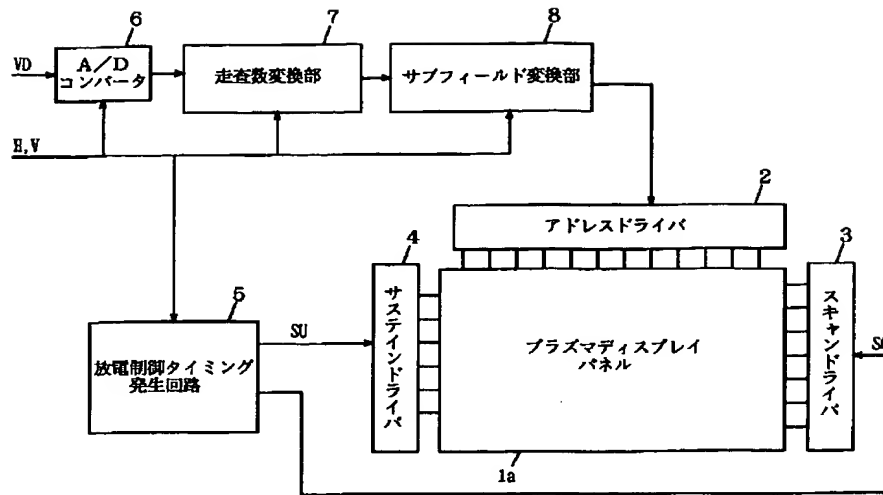 6
7
8
VD
A/D
コンバータ
走査数変換部
サブフィールド変換部
H,V
2
アドレスドライバ
4
3
サステインドライバ
スキャンドライバ
5
SU
放電制御タイミング
発生回路
プラズマディスプレイ
パネル
1a